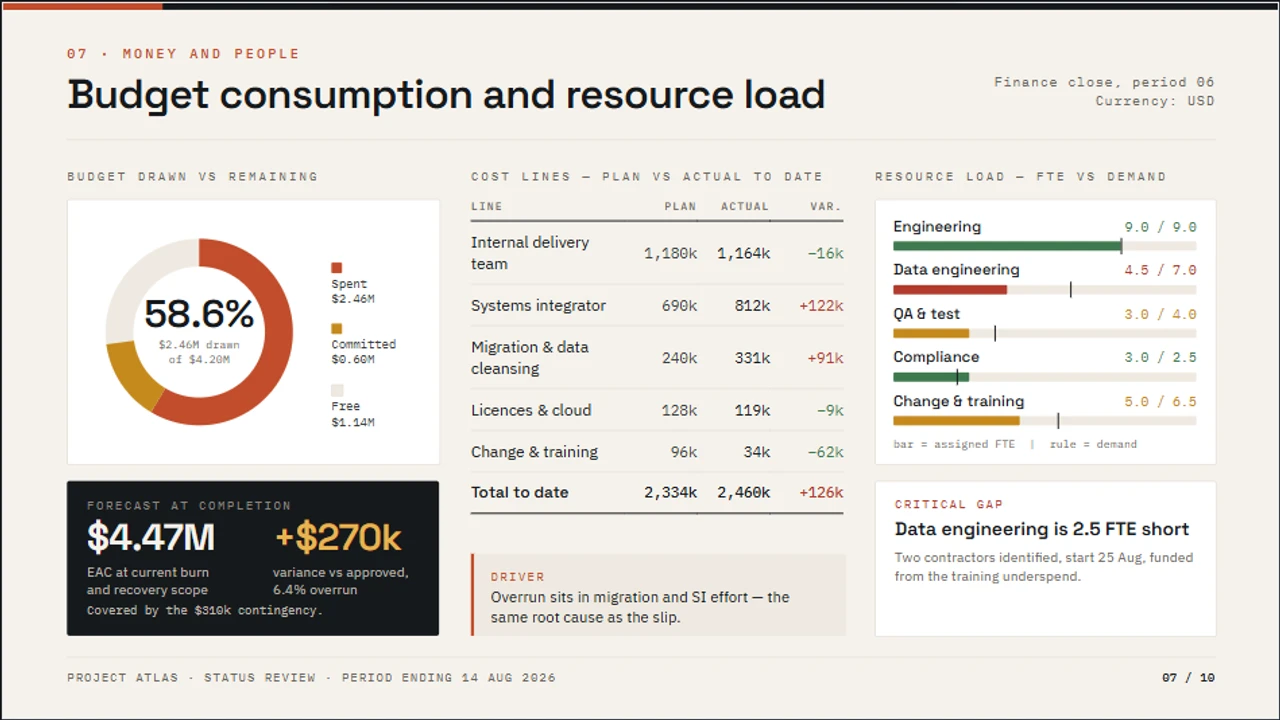 07 · MONEY AND PEOPLE
Budget consumption and resource load
Finance close, period 06
Currency: USD
BUDGET DRAWN VS REMAINING
58.6%
$2.46M drawn
of $4.20M
Spent
$2.46M
Committed
$0.60M
Free
$1.14M
FORECAST AT COMPLETION
$4.47M
EAC at current burn
and recovery scope
+$270k
variance vs approved,
6.4% overrun
Covered by the $310k contingency.
COST LINES — PLAN VS ACTUAL TO DATE
LINE PLAN ACTUAL VAR.
Internal delivery
team 1,180k 1,164k −16k
Systems integrator 690k 812k +122k
Migration & data
cleansing 240k 331k +91k
Licences & cloud 128k 119k −9k
Change & training 96k 34k −62k
Total to date 2,334k 2,460k +126k
DRIVER
Overrun sits in migration and SI effort — the
same root cause as the slip.
RESOURCE LOAD — FTE VS DEMAND
Engineering 9.0 / 9.0
Data engineering 4.5 / 7.0
QA & test 3.0 / 4.0
Compliance 3.0 / 2.5
Change & training 5.0 / 6.5
bar = assigned FTE | rule = demand
CRITICAL GAP
Data engineering is 2.5 FTE short
Two contractors identified, start 25 Aug, funded
from the training underspend.
PROJECT ATLAS · STATUS REVIEW · PERIOD ENDING 14 AUG 2026
07 / 10